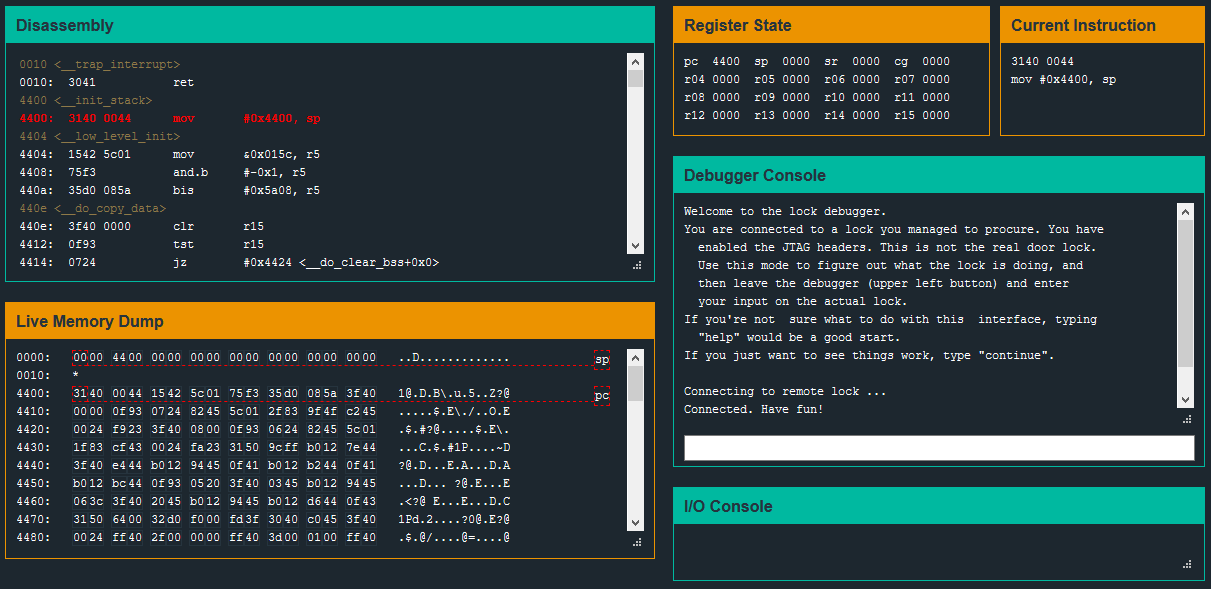 Disassembly
0010 <__trap_interrupt>
0010:  3041           ret
4400 <__init_stack>
4400:  3140 0044      mov       #0x4400, sp
4404 <__low_level_init>
4404:  1542 5c01      mov       &0x015c, r5
4408:  75f3           and.b     #-0x1, r5
440a:  35d0 085a      bis       #0x5a08, r5
440e <__do_copy_data>
440e:  3f40 0000      clr       r15
4412:  0f93           tst       r15
4414:  0724           jz        #0x4424 <__do_clear_bss+0x0>
Live Memory Dump
0000:   0000 4400 0000 0000 0000 0000 0000 0000   ..D............. sp
0010:   *
4400:   3140 0044 1542 5c01 75f3 35d0 085a 3f40   1@.D.B\.u.5..Z?@ pc
4410:   0000 0f93 0724 8245 5c01 2f83 9f4f c245   .....$.E\./..O.E
4420:   0024 f923 3f40 0800 0f93 0624 8245 5c01   .$.#?@.....$.E\.
4430:   1f83 cf43 0024 fa23 3150 9cff b012 7e44   ...C.$.#1P....~D
4440:   3f40 e444 b012 9445 0f41 b012 b244 0f41   ?@.D...E.A...D.A
4450:   b012 bc44 0f93 0520 3f40 0345 b012 9445   ...D... ?@.E...E
4460:   063c 3f40 2045 b012 9445 b012 d644 0f43   .<?@ E...E...D.C
4470:   3150 6400 32d0 f000 fd3f 3040 c045 3f40   1Pd.2....?0@.E?@
4480:   0024 ff40 2f00 0000 ff40 3d00 0100 ff40   .$.@/....@=....@
Register State
pc  4400  sp  0000  sr  0000  cg  0000
r04 0000  r05 0000  r06 0000  r07 0000
r08 0000  r09 0000  r10 0000  r11 0000
r12 0000  r13 0000  r14 0000  r15 0000
Current Instruction
3140 0044
mov #0x4400, sp
Debugger Console
Welcome to the lock debugger.
You are connected to a lock you managed to procure. You have
enabled the JTAG headers. This is not the real door lock.
Use this mode to figure out what the lock is doing, and
then leave the debugger (upper left button) and enter
your input on the actual lock.
If you're not  sure what to do with this  interface, typing
"help" would be a good start.
If you just want to see things work, type "continue".
Connecting to remote lock ...
Connected. Have fun!
I/O Console